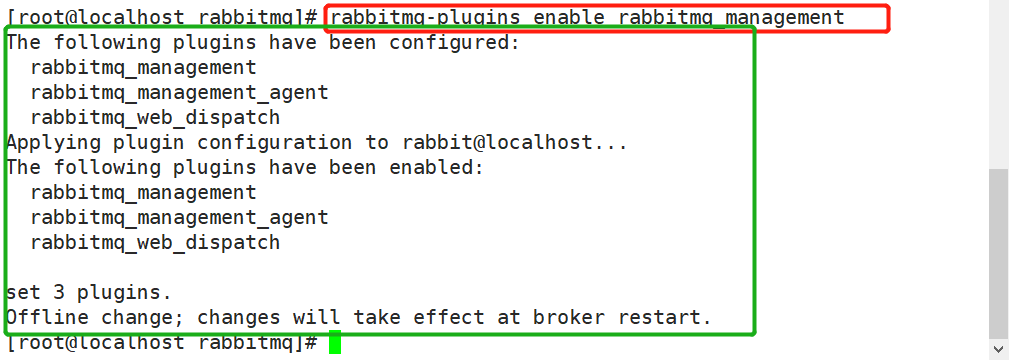 [root@localhost rabbitmq]# rabbitmq-plugins enable rabbitmq_management
The following plugins have been configured:
  rabbitmq_management
  rabbitmq_management_agent
  rabbitmq_web_dispatch
Applying plugin configuration to rabbit@localhost...
The following plugins have been enabled:
  rabbitmq_management
  rabbitmq_management_agent
  rabbitmq_web_dispatch

set 3 plugins.
Offline change; changes will take effect at broker restart.
[root@localhost rabbitmq]#